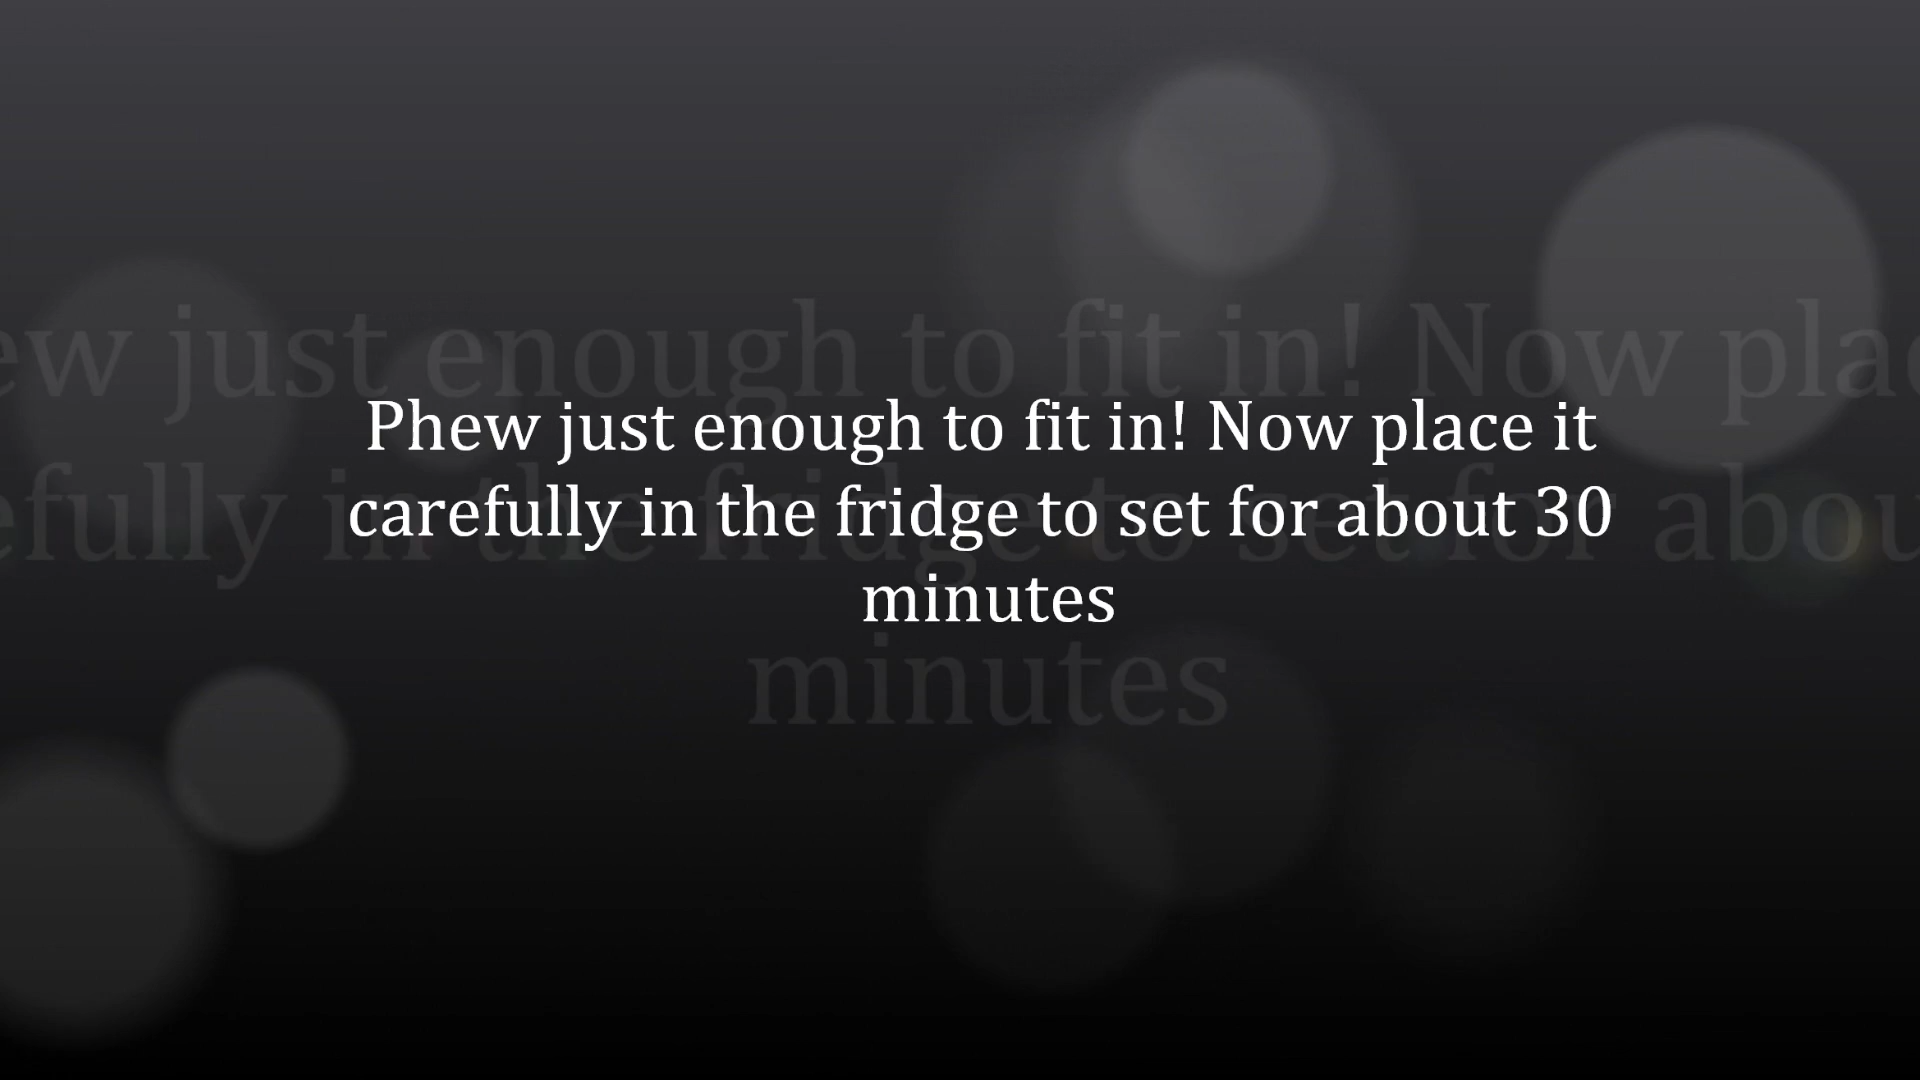 Phew just enough to fit in! Now place it
carefully in the fridge to set for about 30
minutes